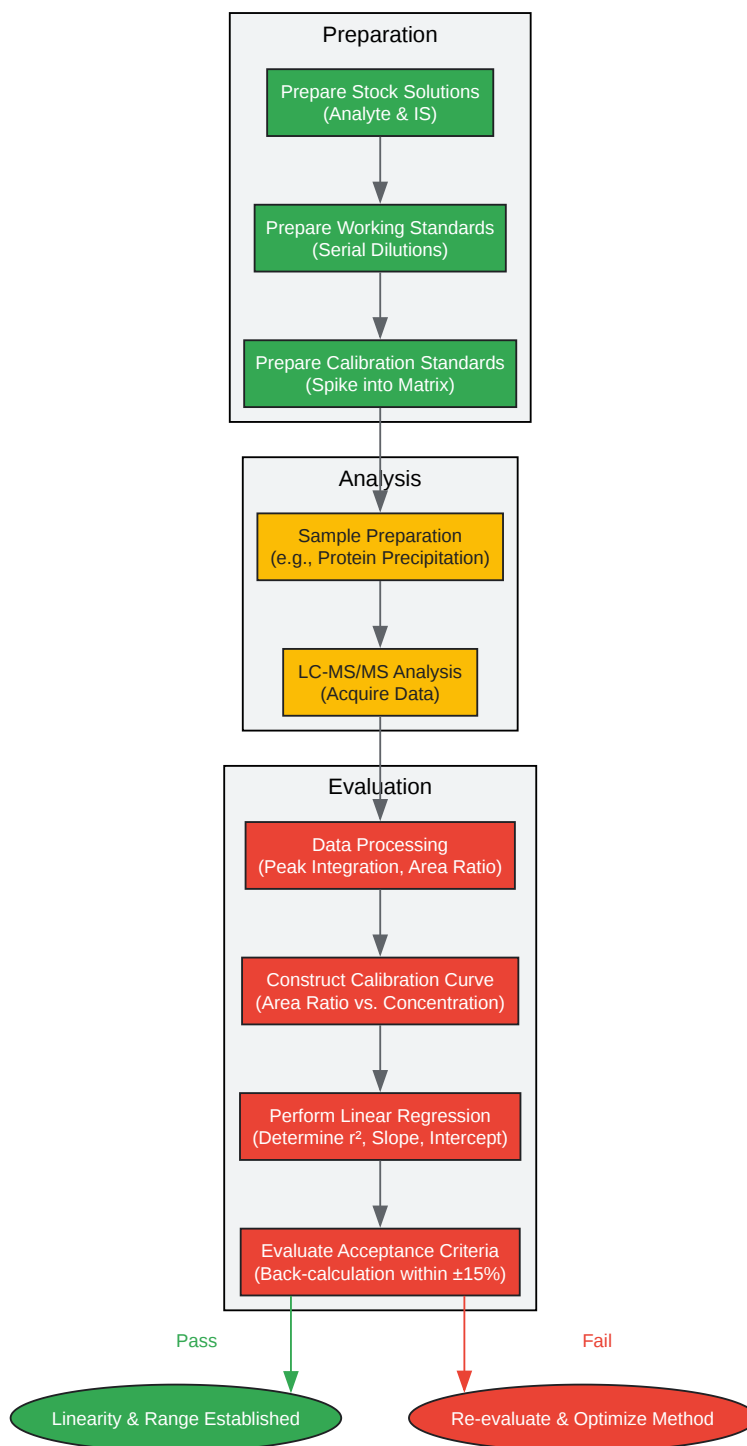 Preparation
Prepare Stock Solutions
(Analyte & IS)
Prepare Working Standards
(Serial Dilutions)
Prepare Calibration Standards
(Spike into Matrix)
Analysis
Sample Preparation
(e.g., Protein Precipitation)
LC-MS/MS Analysis
(Acquire Data)
Evaluation
Data Processing
(Peak Integration, Area Ratio)
Construct Calibration Curve
(Area Ratio vs. Concentration)
Perform Linear Regression
(Determine r², Slope, Intercept)
Evaluate Acceptance Criteria
(Back-calculation within ±15%)
Pass
Fail
Linearity & Range Established
Re-evaluate & Optimize Method